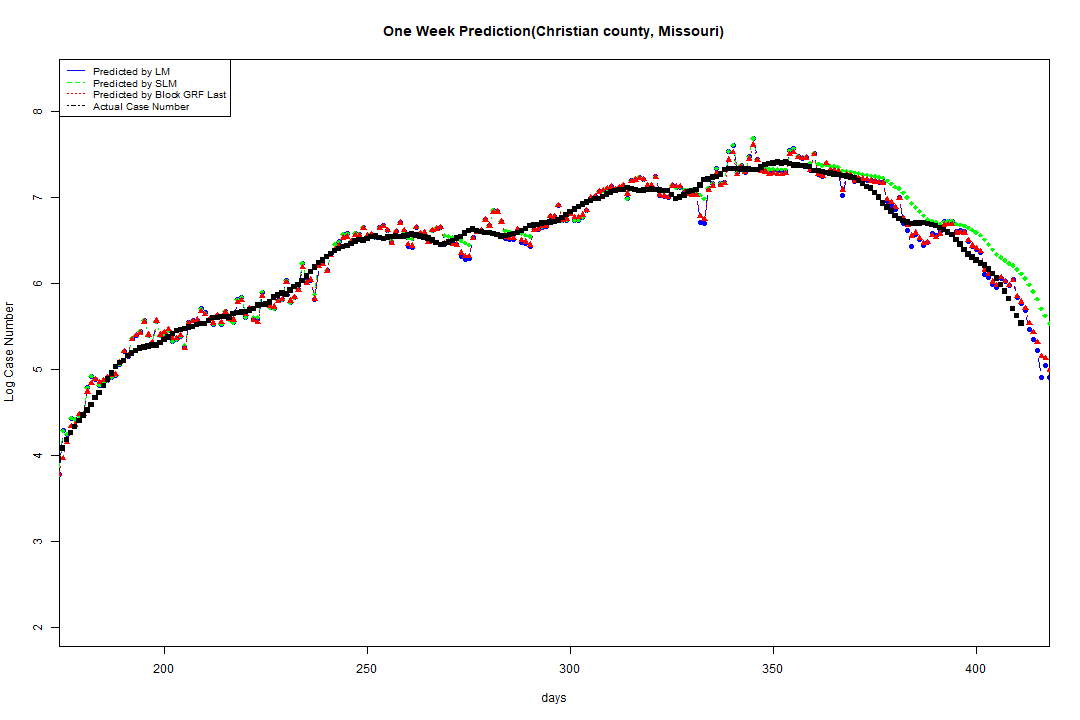 One Week Prediction(Christian county, Missouri)
Predicted by LM
Predicted by SLM
Predicted by Block GRF Last
Actual Case Number
8
7
6
5
4
3
2
Log Case Number
200 250 300 350 400
days